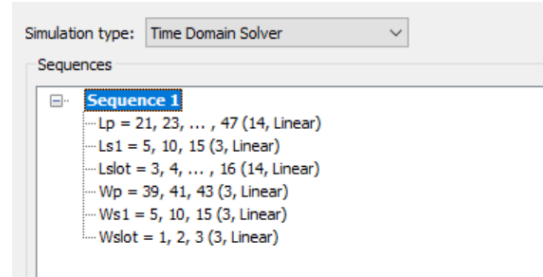 Simulation type: Time Domain Solver
Sequences
Sequence 1
Lp = 21, 23, ... , 47 (14, Linear)
Ls1 = 5, 10, 15 (3, Linear)
Lslot = 3, 4, ... , 16 (14, Linear)
Wp = 39, 41, 43 (3, Linear)
Ws1 = 5, 10, 15 (3, Linear)
Wslot = 1, 2, 3 (3, Linear)